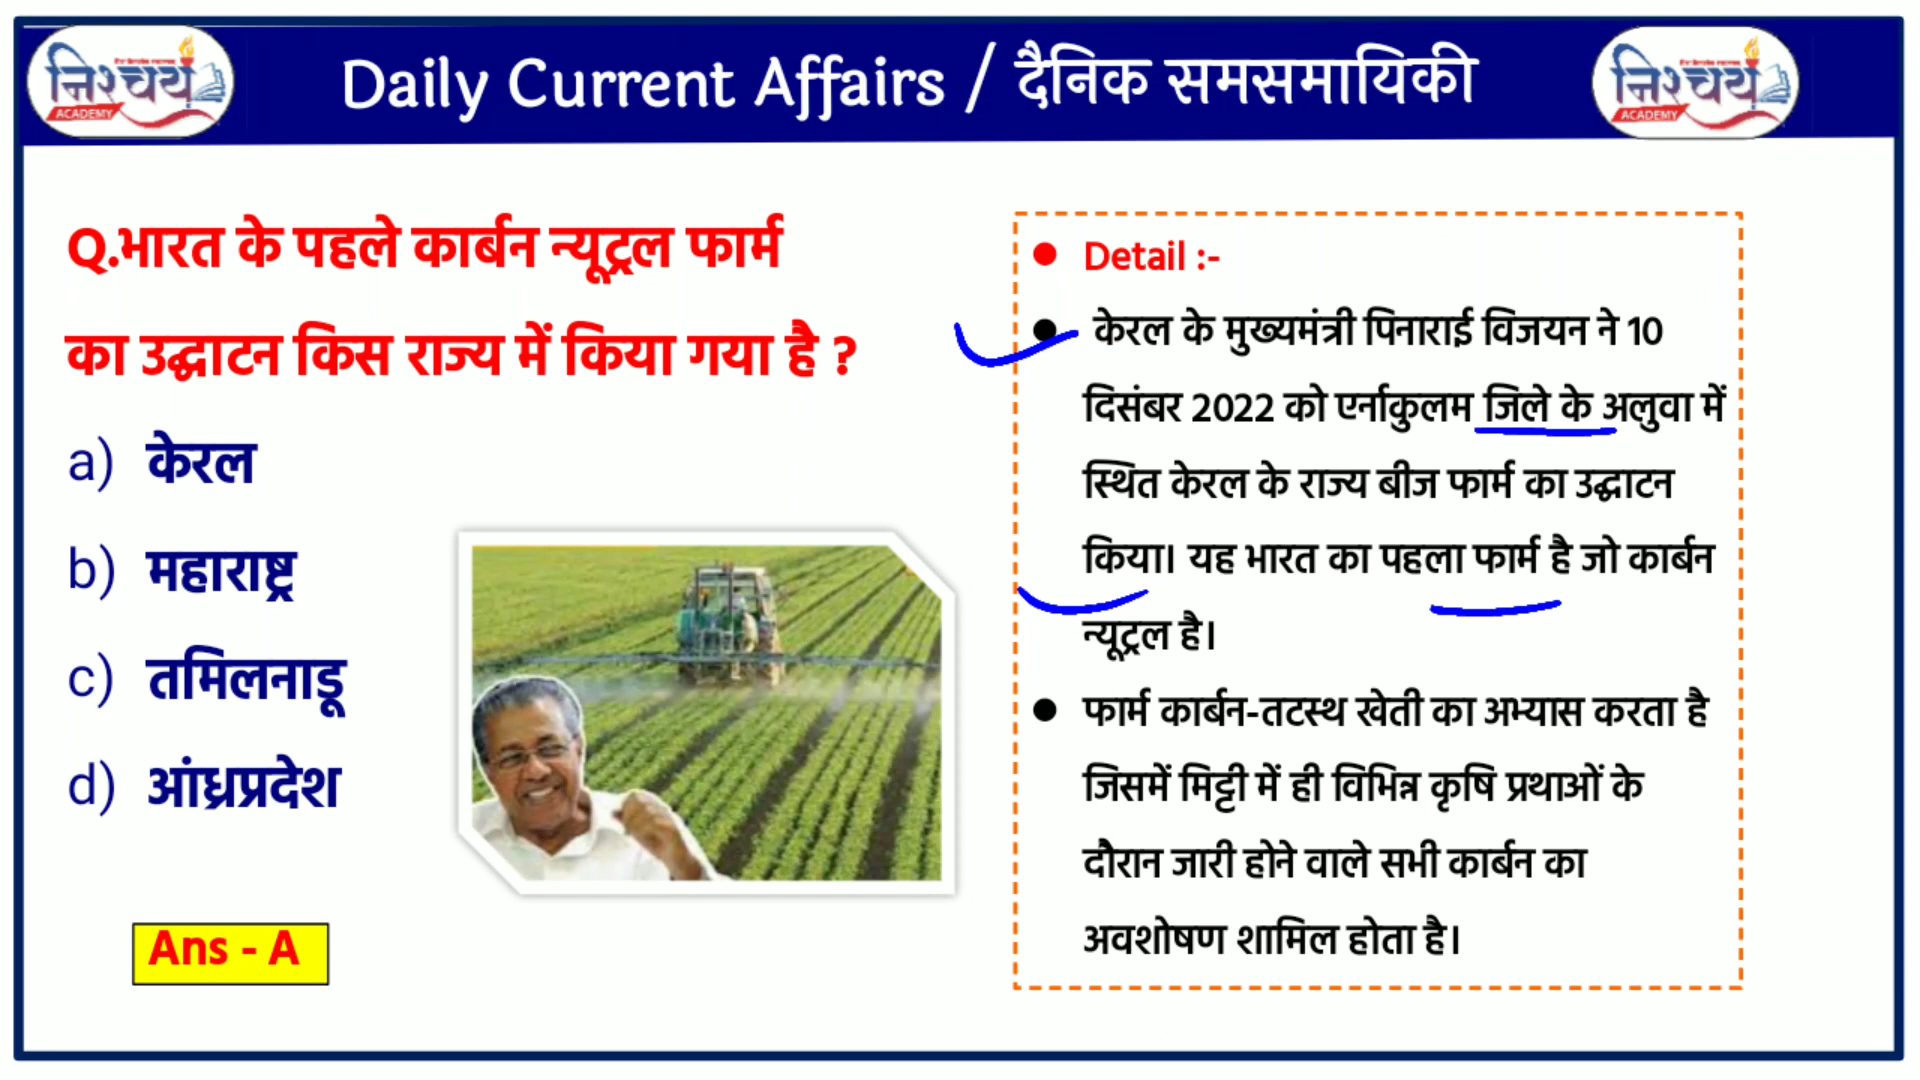 निश्चय
ACADEMY
Daily Current Affairs / दैनिक समसमायिकी
निश्चय
ACADEMY
Q.भारत के पहले कार्बन न्यूट्रल फार्म
का उद्घाटन किस राज्य में किया गया है ?
a) केरल
b) महाराष्ट्र
c) तमिलनाडू
d) आंध्रप्रदेश
Ans - A
Detail :-
केरल के मुख्यमंत्री पिनाराई विजयन ने 10
दिसंबर 2022 को एर्नाकुलम जिले के अलुवा में
स्थित केरल के राज्य बीज फार्म का उद्घाटन
किया। यह भारत का पहला फार्म है जो कार्बन
न्यूट्रल है।
फार्म कार्बन-तटस्थ खेती का अभ्यास करता है
जिसमें मिट्टी में ही विभिन्न कृषि प्रथाओं के
दौरान जारी होने वाले सभी कार्बन का
अवशोषण शामिल होता है।